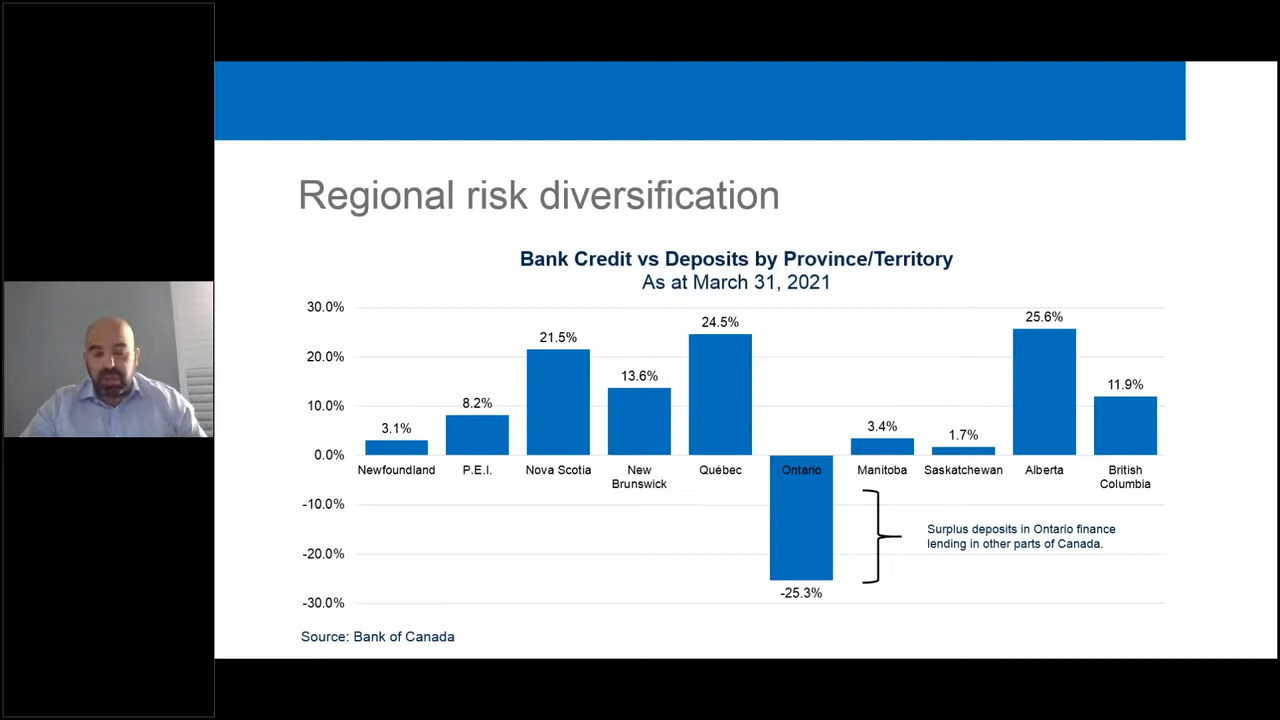 Regional risk diversification
Bank Credit vs Deposits by Province/Territory
As at March 31, 2021
30.0%
20.0%
10.0%
0.0%
-10.0%
-20.0%
-30.0%
3.1%
8.2%
21.5%
13.6%
24.5%
-25.3%
3.4%
1.7%
25.6%
11.9%
Newfoundland
P.E.I.
Nova Scotia
New
Brunswick
Québec
Ontario
Manitoba
Saskatchewan
Alberta
British
Columbia
Surplus deposits in Ontario finance
lending in other parts of Canada.
Source: Bank of Canada